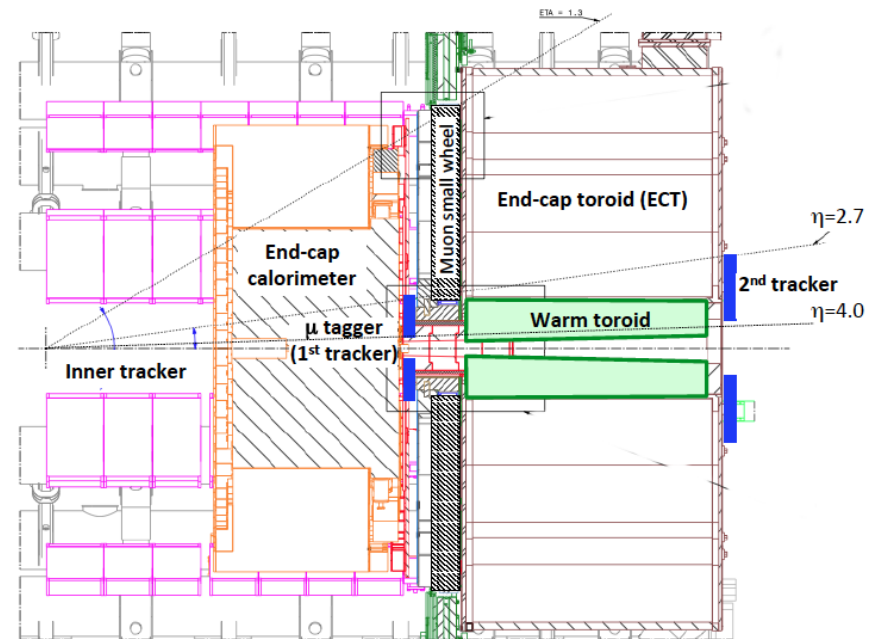 ETA = 1.3
Muon small wheel
End-cap toroid (ECT)
η=2.7
End-cap
calorimeter
2nd tracker
η=4.0
μ tagger
(1st tracker)
Warm toroid
Inner tracker